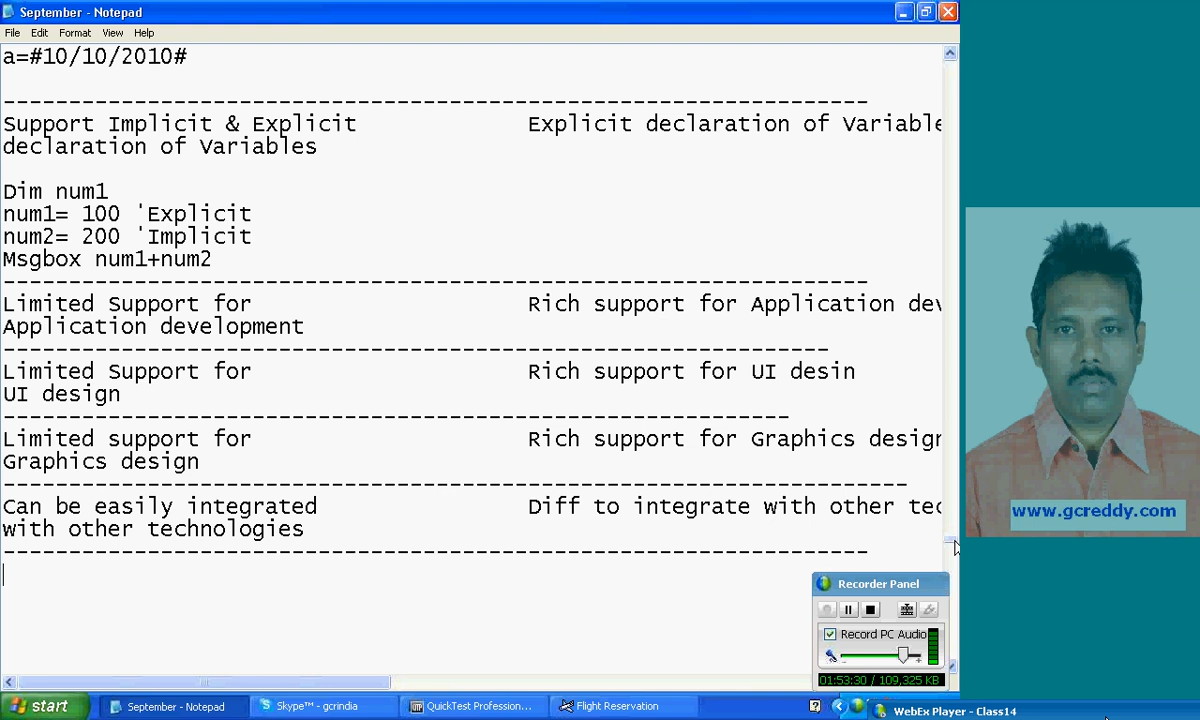 September - Notepad
File Edit Format View Help
a=#10/10/2010#
------------------------------------------------------------------
Support Implicit & Explicit Explicit declaration of Variable
declaration of Variables
Dim num1
num1= 100 'Explicit
num2= 200 'Implicit
Msgbox num1+num2
------------------------------------------------------------------
Limited Support for Rich support for Application dev
Application development
---------------------------------------------------------------
Limited Support for Rich support for UI desin
UI design
------------------------------------------------------------
Limited support for Rich support for Graphics design
Graphics design
---------------------------------------------------------------------
Can be easily integrated Diff to integrate with other tec
with other technologies
------------------------------------------------------------------
www.gcreddy.com
Recorder Panel
Record PC Audio
01:53:30 / 109,325 KB
start September - Notepad Skype™ - gcrindia QuickTest Profession... Flight Reservation WebEx Player - Class14